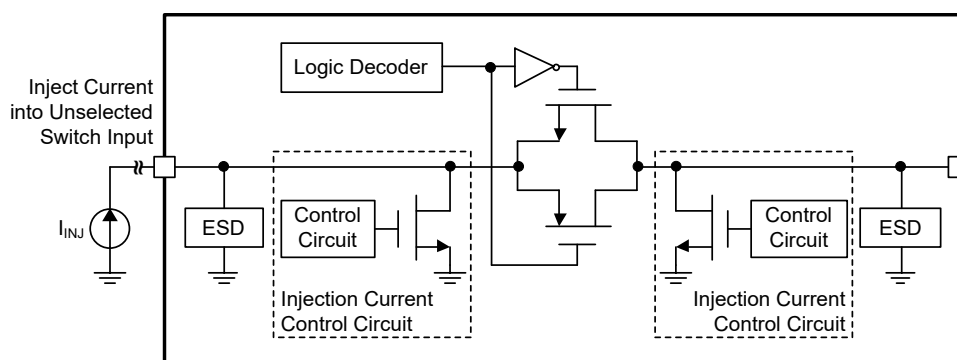 Logic Decoder
Inject Current
into Unselected
Switch Input
I_INJ
ESD
Control
Circuit
Injection Current
Control Circuit
Control
Circuit
ESD
Injection Current
Control Circuit